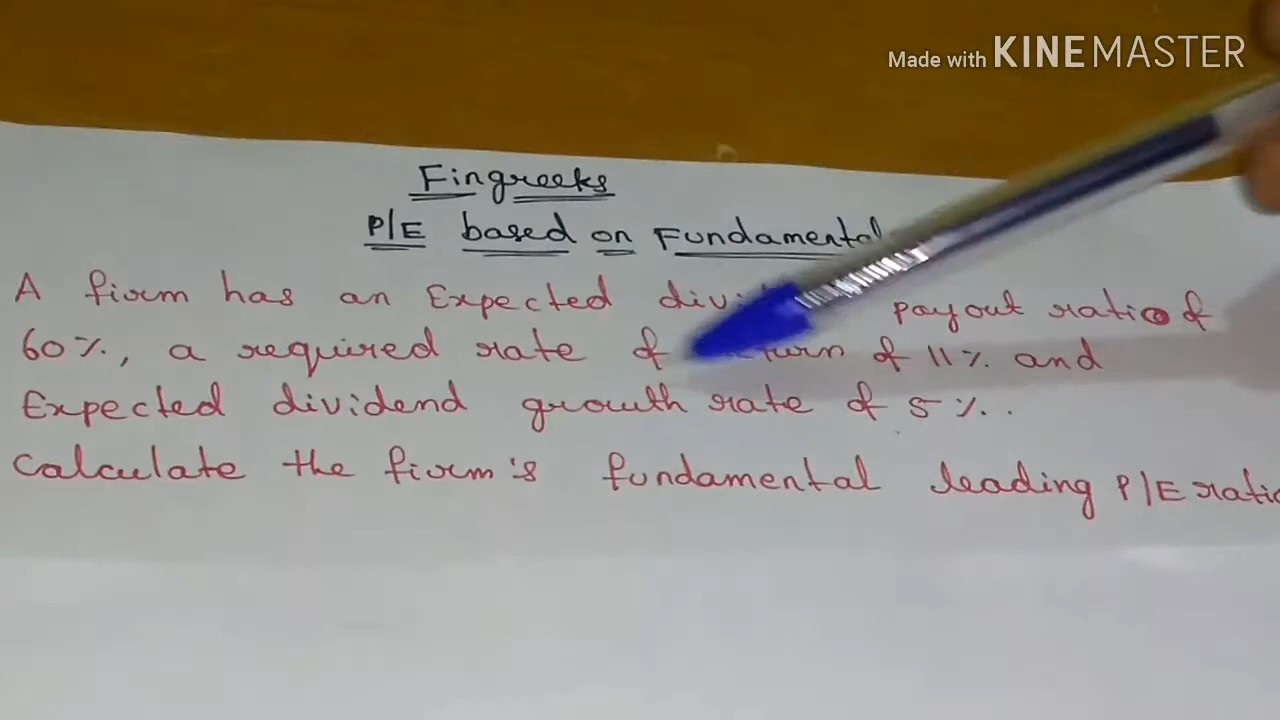 Made with KINEMASTER
Fingreeks
P/E based on Fundamental
A firm has an Expected payout ratio of
60%, a required rate of of 11% and
Expected dividend growth rate of 5%.
Calculate the firm's fundamental leading P/E ratio